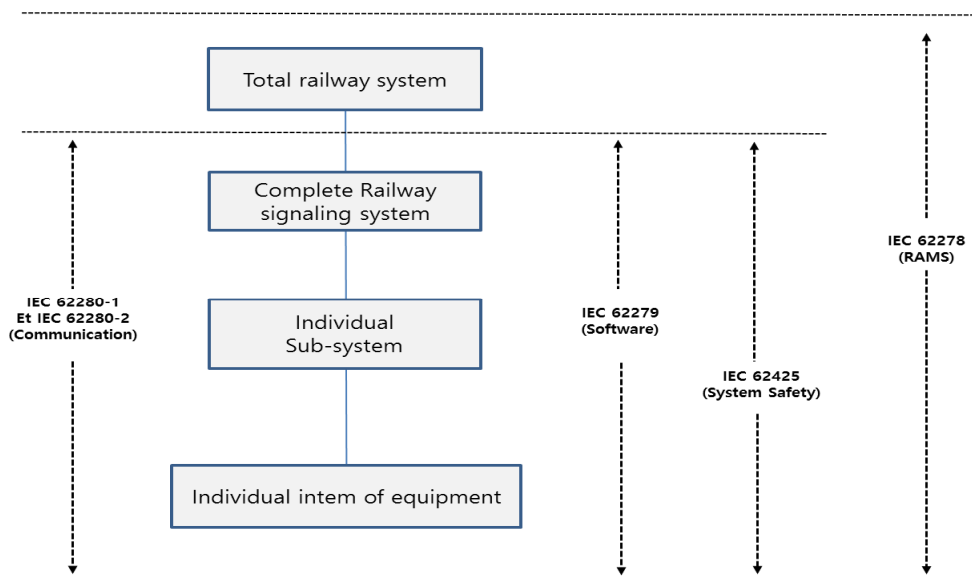 Total railway system
Complete Railway
signaling system
IEC 62278
(RAMS)
IEC 62280-1
Et IEC 62280-2
(Communication)
Individual
Sub-system
IEC 62279
(Software)
IEC 62425
(System Safety)
Individual intem of equipment